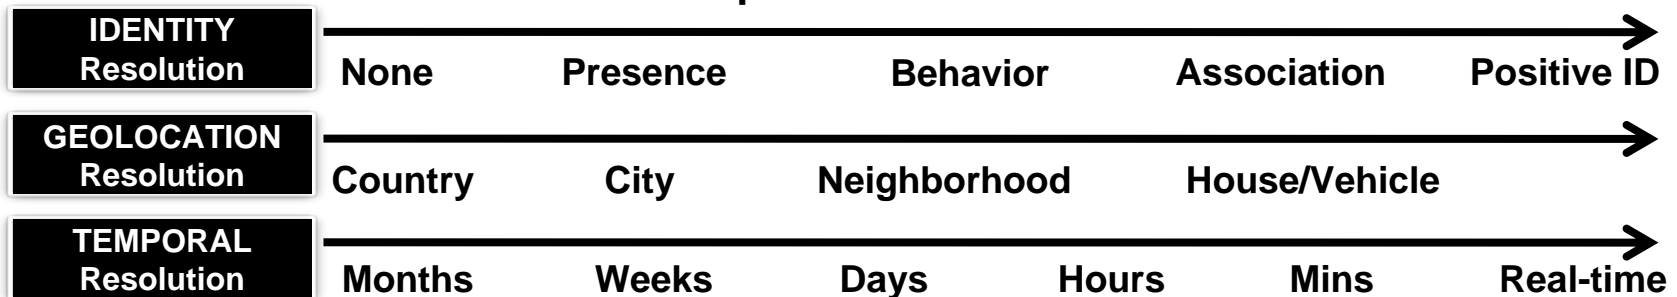 IDENTITY
Resolution
None Presence Behavior Association Positive ID
GEOLOCATION
Resolution
Country City Neighborhood House/Vehicle
TEMPORAL
Resolution
Months Weeks Days Hours Mins Real-time